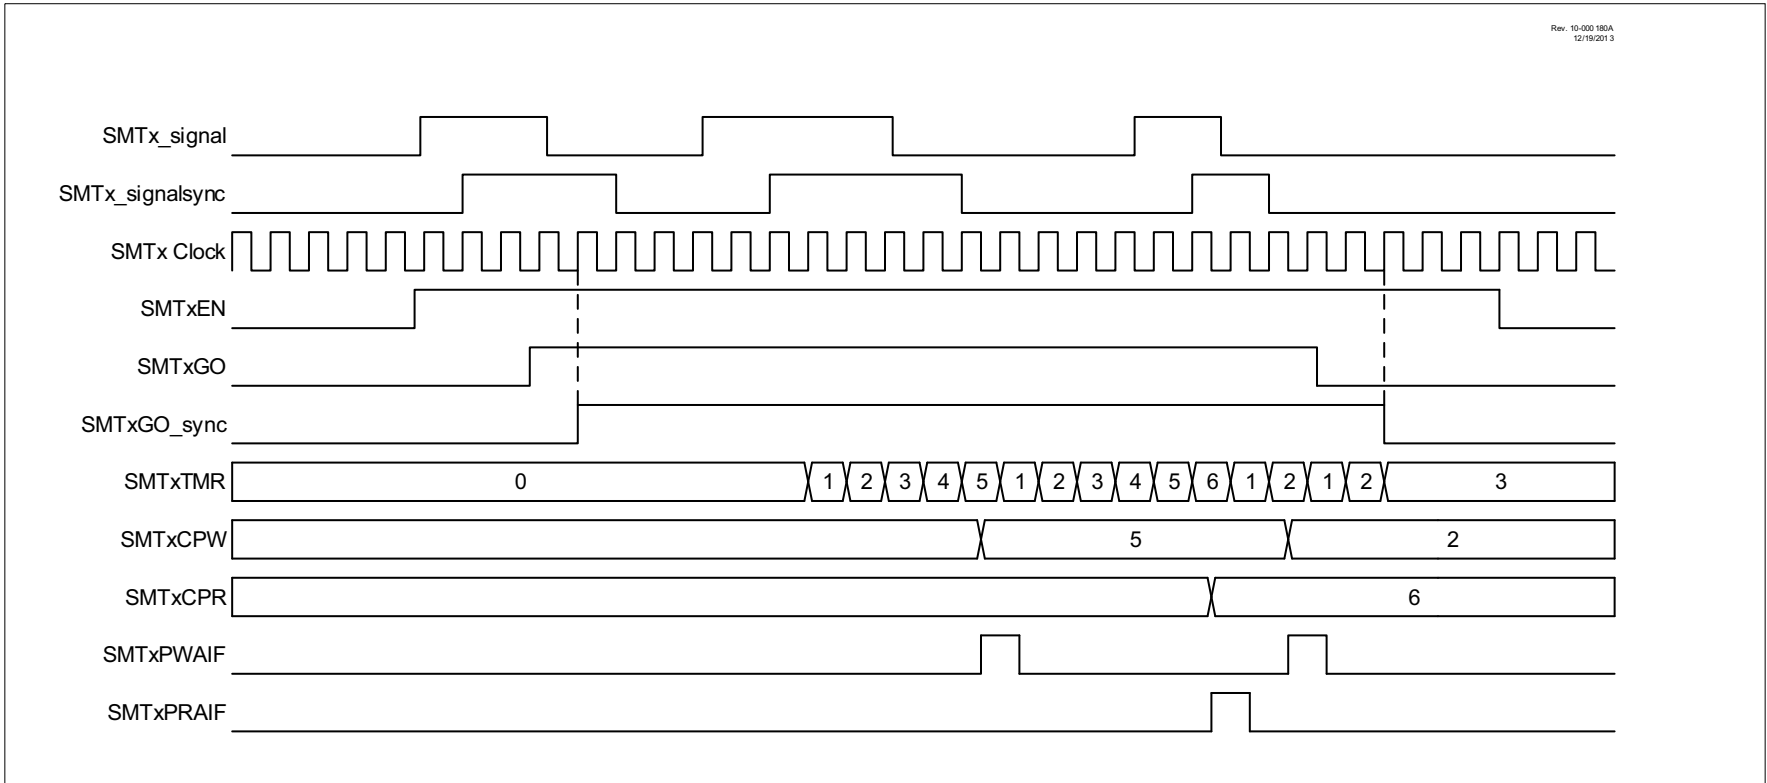 Rev. 10-000 180A
12/19/201 3
SMTx_signal
SMTx_signalsync
SMTx Clock
SMTxEN
SMTxGO
SMTxGO_sync
SMTxTMR 0 1 2 3 4 5 1 2 3 4 5 6 1 2 1 2 3
SMTxCPW 5 2
SMTxCPR 6
SMTxPWAIF
SMTxPRAIF